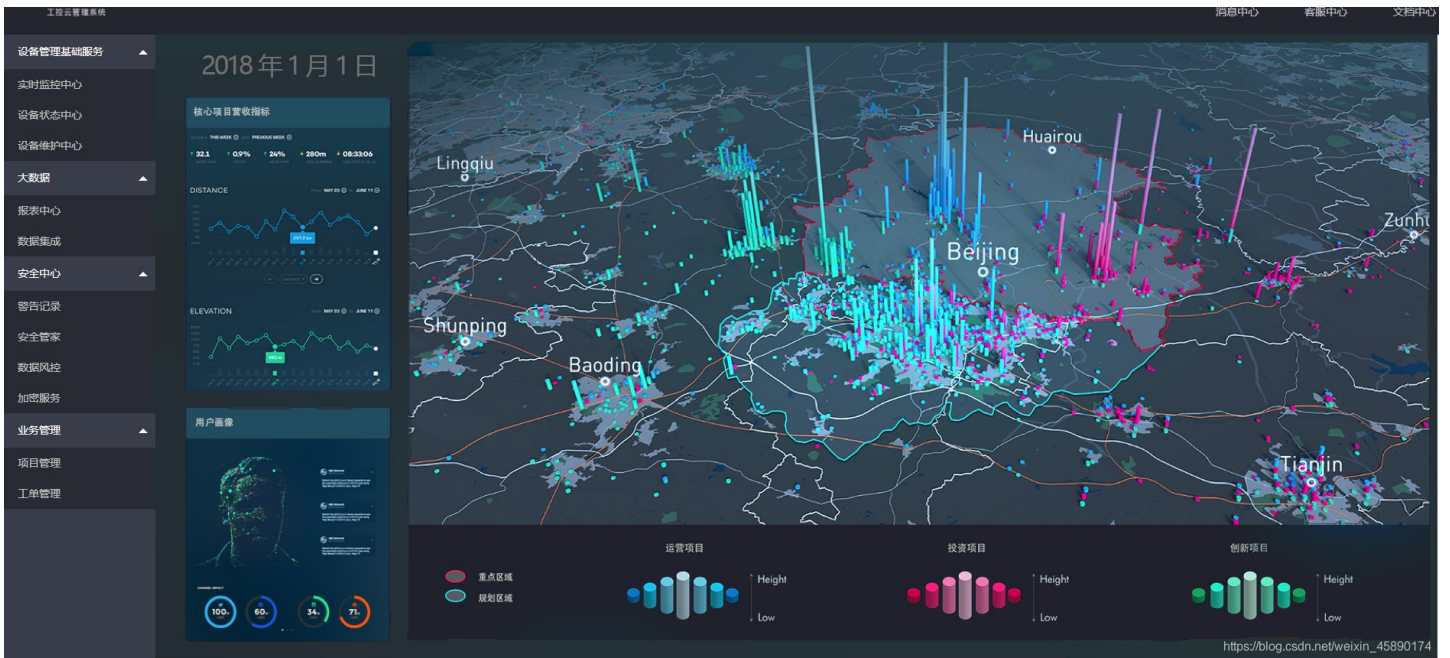 工控云管理系统
消息中心
客服中心
文档中心
设备管理基础服务
实时监控中心
设备状态中心
设备维护中心
大数据
报表中心
数据集成
安全中心
警告记录
安全管家
数据风控
加密服务
业务管理
项目管理
工单管理
2018年1月1日
核心项目营收指标
THIS WEEK
PREVIOUS WEEK
32.1
0.9%
24%
280m
08:33:06
DISTANCE
MAY 23
JUNE 11
ELEVATION
MAY 23
JUNE 11
用户画像
100
60
34
71
Lingqiu
Huairou
Zunhu
Beijing
Shunping
Baoding
Tianjin
重点区域
规划区域
运营项目
Height
Low
投资项目
Height
Low
创新项目
Height
Low
https://blog.csdn.net/weixin_45890174